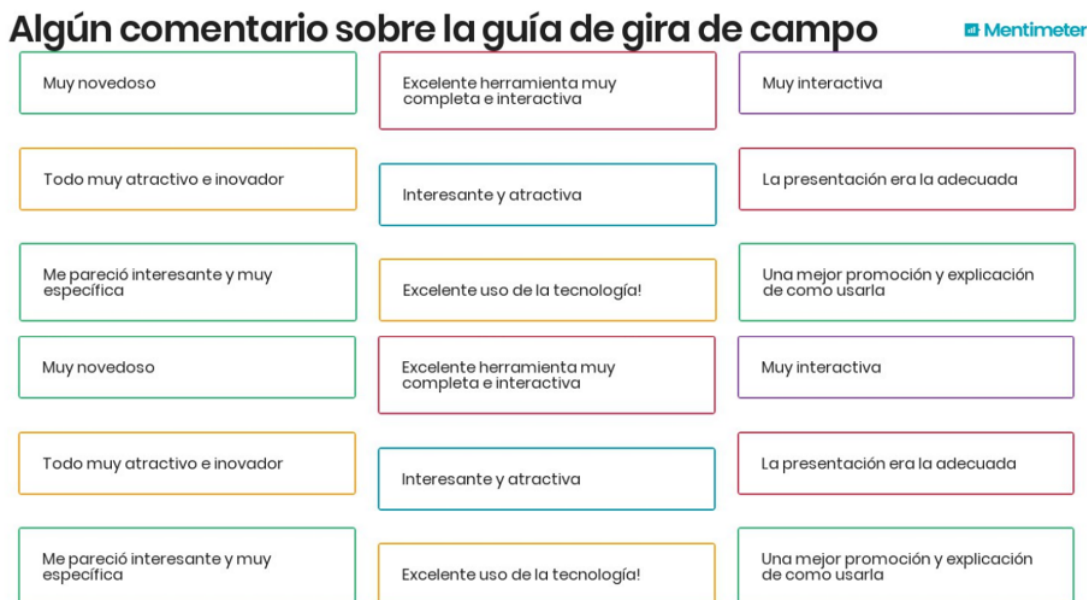 Algún comentario sobre la guía de gira de campo
Mentimeter
Muy novedoso
Excelente herramienta muy
completa e interactiva
Muy interactiva
Todo muy atractivo e inovador
Interesante y atractiva
La presentación era la adecuada
Me pareció interesante y muy
específica
Excelente uso de la tecnología!
Una mejor promoción y explicación
de como usarla
Muy novedoso
Excelente herramienta muy
completa e interactiva
Muy interactiva
Todo muy atractivo e inovador
Interesante y atractiva
La presentación era la adecuada
Me pareció interesante y muy
específica
Excelente uso de la tecnología!
Una mejor promoción y explicación
de como usarla